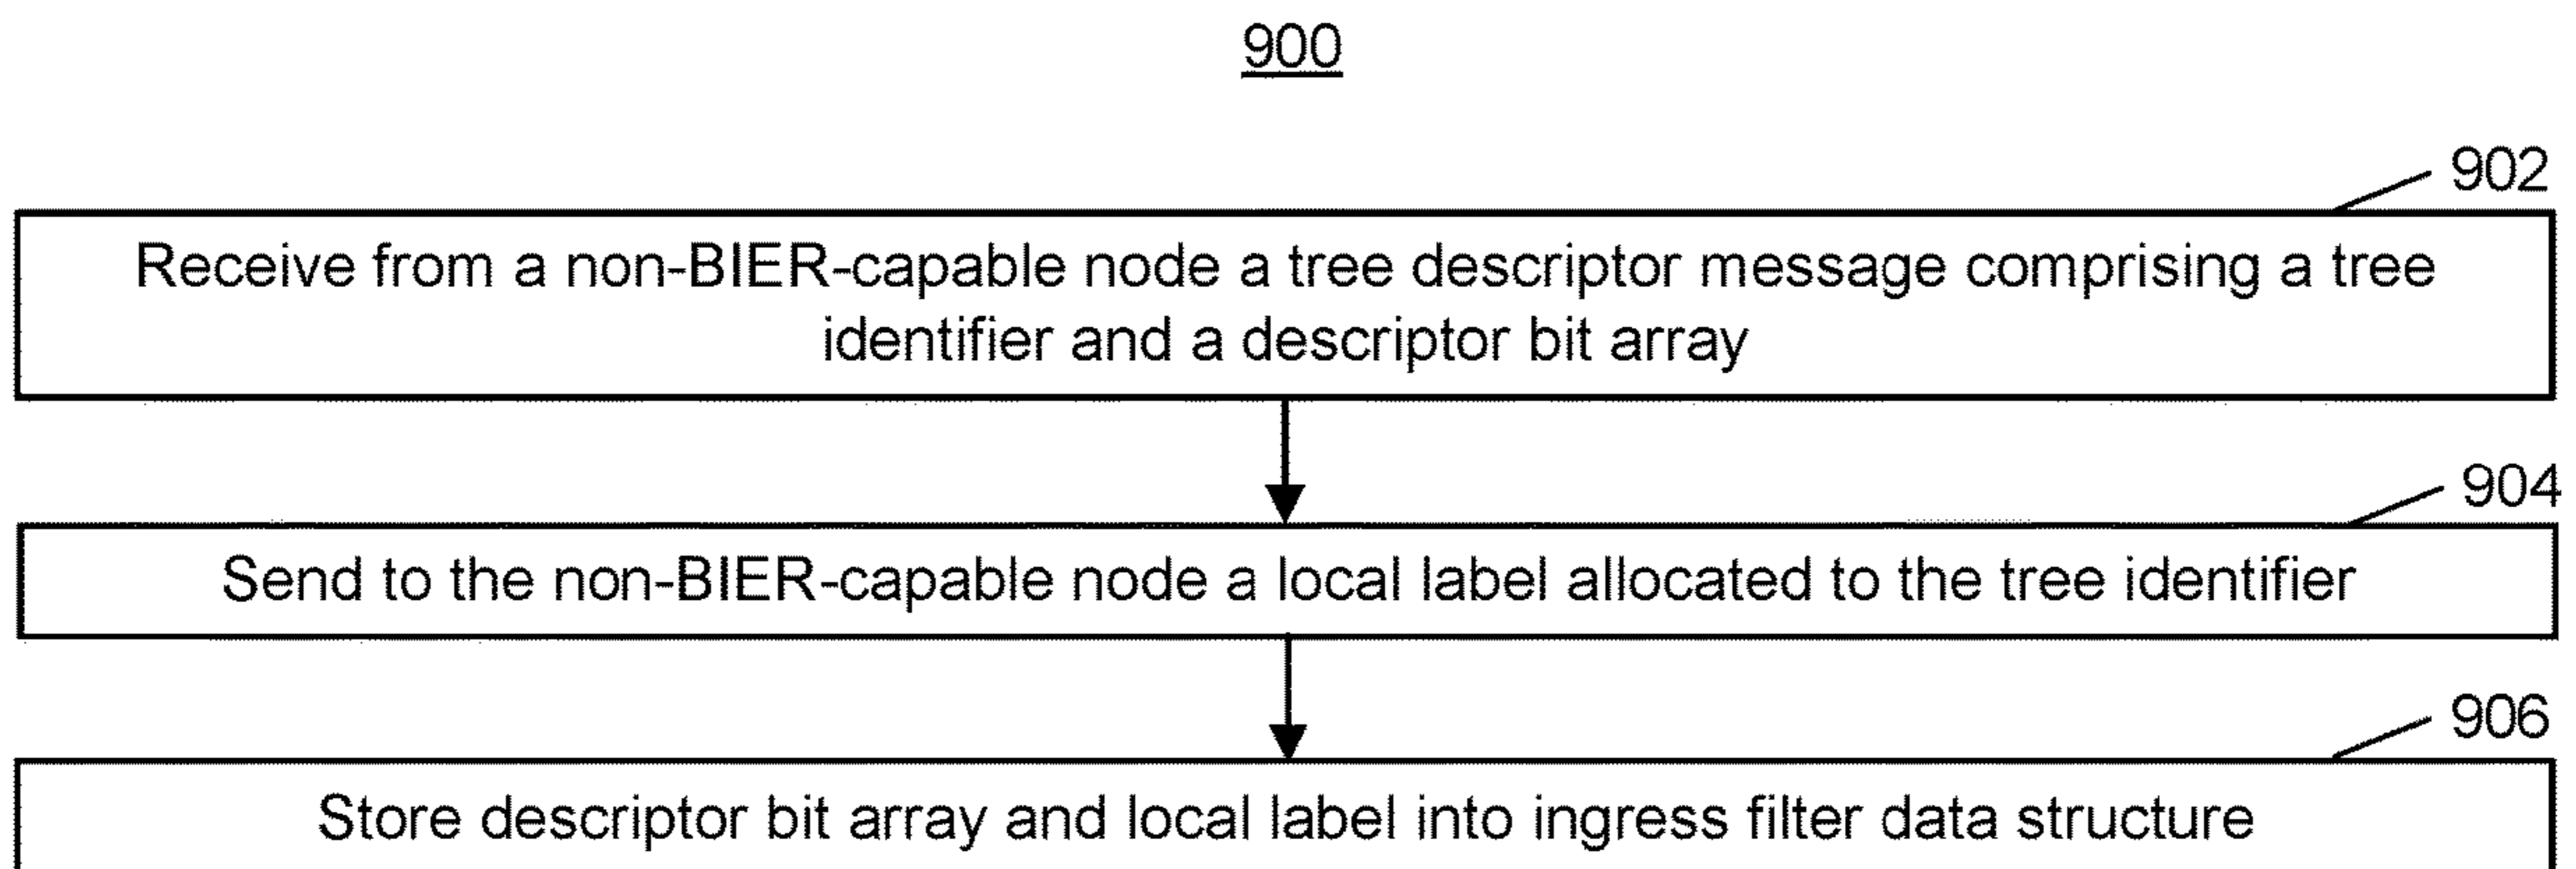 900
902
Receive from a non-BIER-capable node a tree descriptor message comprising a tree
identifier and a descriptor bit array
904
Send to the non-BIER-capable node a local label allocated to the tree identifier
906
Store descriptor bit array and local label into ingress filter data structure